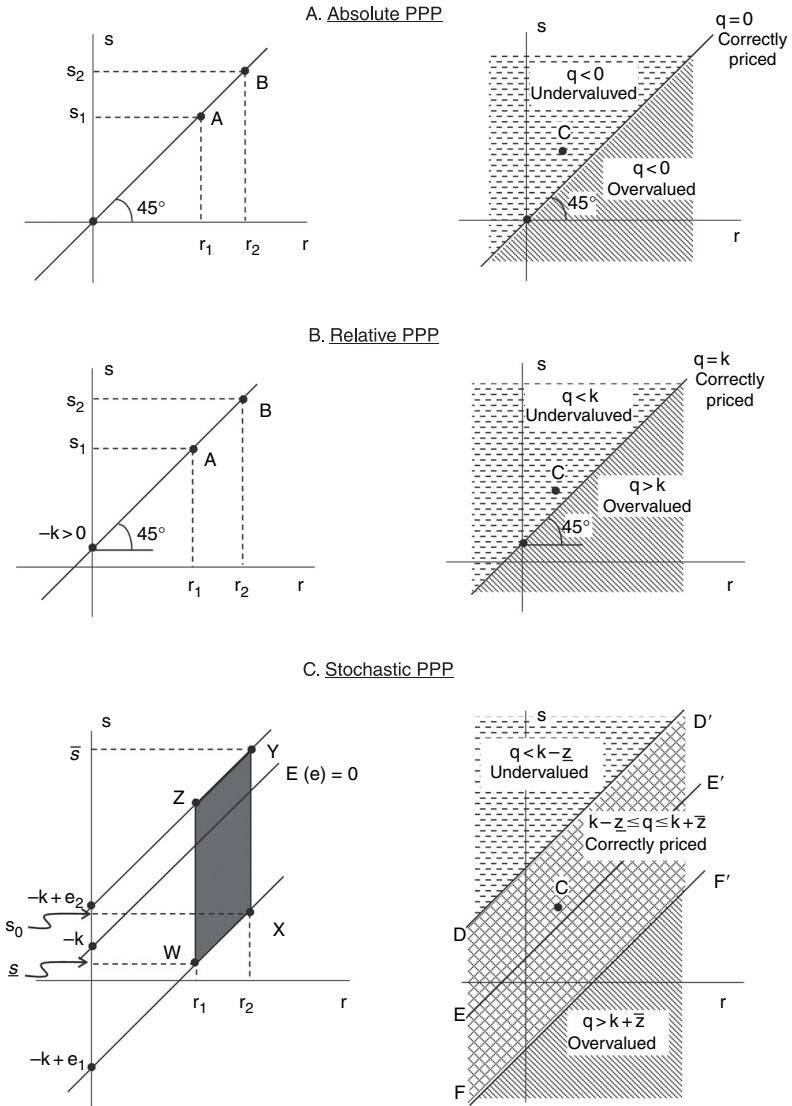 A. Absolute PPP
s
s₂
B
s₁
A
45°
r₁ r₂ r
s
q=0
Correctly
priced
q<0
Undervaluved
C
q<0
Overvalued
45°
r
B. Relative PPP
s
s₂
B
s₁
A
−k>0
45°
r₁ r₂ r
s
q=k
Correctly
priced
q<k
Undervaluved
C
q>k
Overvalued
45°
r
C. Stochastic PPP
s
s̅
Y
E (e) = 0
Z
−k+e₂
s₀
−k
X
W
s̲
r₁ r₂ r
−k+e₁
s
D′
q<k−z̲
Undervalued
E′
k−z̲≤q≤k+z̅
Correctly priced
F′
C
D
r
E
q>k+z̅
Overvalued
F